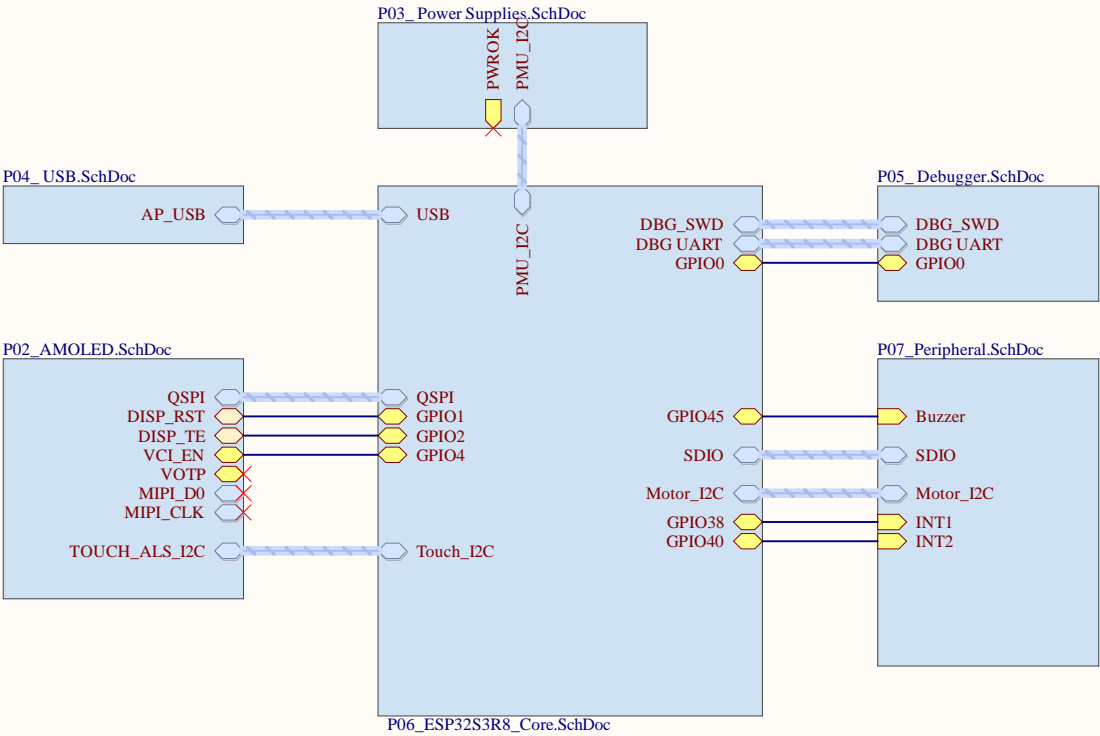 P03_ Power Supplies.SchDoc
PWROK
PMU_I2C
P04_ USB.SchDoc
AP_USB
USB
PMU_I2C
P05_ Debugger.SchDoc
DBG_SWD
DBG_SWD
DBG UART
DBG UART
GPIO0
GPIO0
P02_AMOLED.SchDoc
QSPI
QSPI
DISP_RST
GPIO1
DISP_TE
GPIO2
VCI_EN
GPIO4
VOTP
MIPI_D0
MIPI_CLK
TOUCH_ALS_I2C
Touch_I2C
P07_Peripheral.SchDoc
GPIO45
Buzzer
SDIO
SDIO
Motor_I2C
Motor_I2C
GPIO38
INT1
GPIO40
INT2
P06_ESP32S3R8_Core.SchDoc